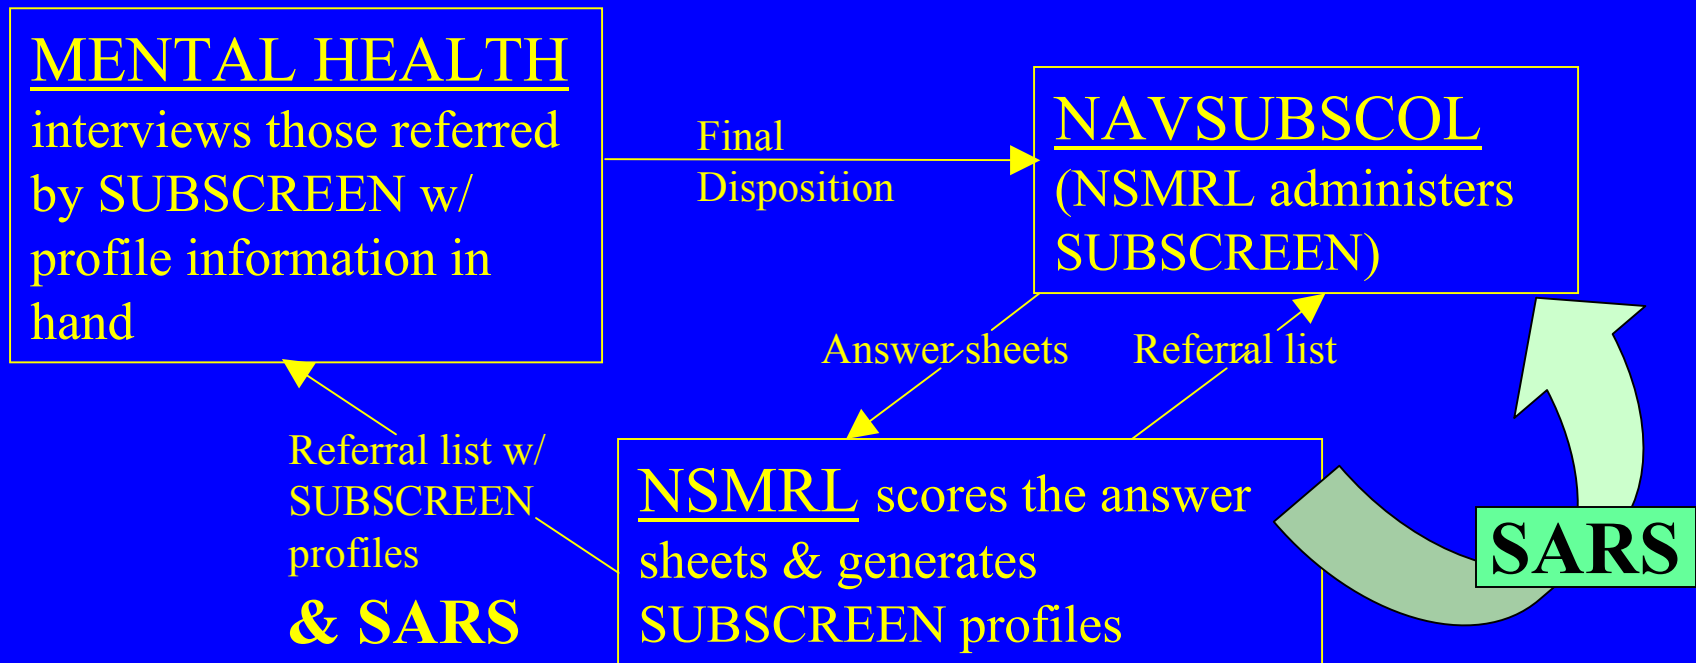 MENTAL HEALTH
interviews those referred
by SUBSCREEN w/
profile information in
hand
Final
Disposition
NAVSUBSCOL
(NSMRL administers
SUBSCREEN)
Answer sheets
Referral list
Referral list w/
SUBSCREEN
profiles
& SARS
NSMRL scores the answer
sheets & generates
SUBSCREEN profiles
SARS